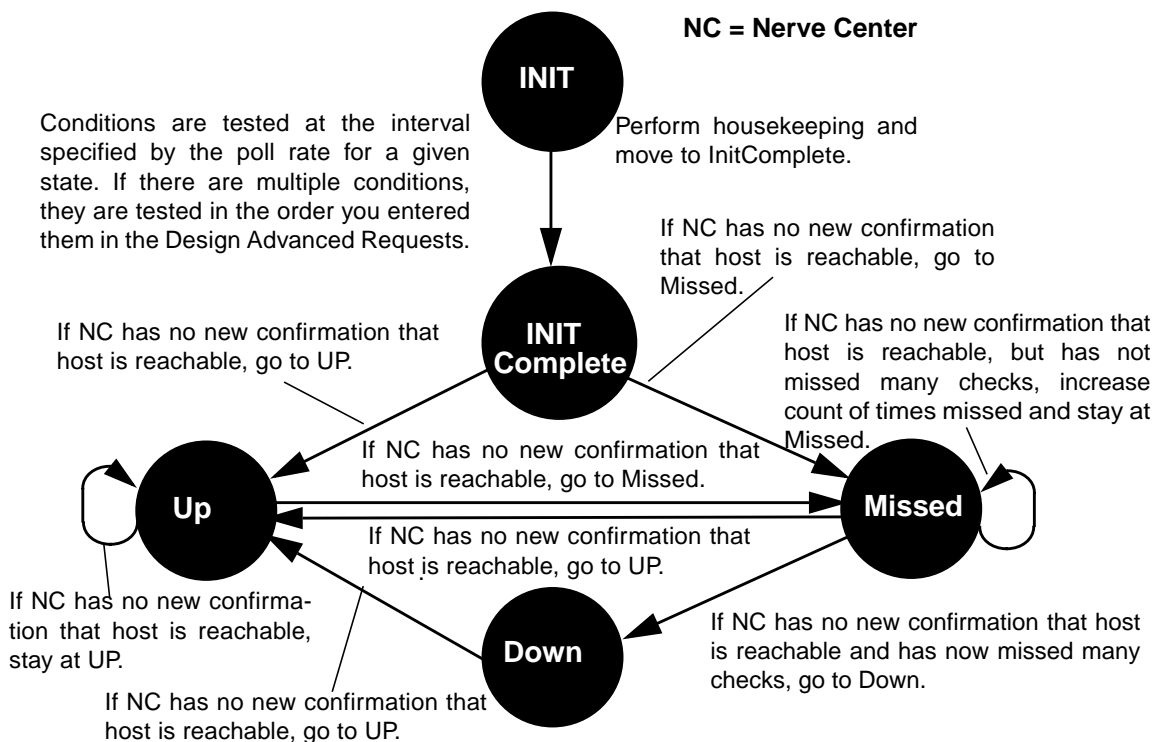 NC = Nerve Center
INIT
Conditions are tested at the interval
specified by the poll rate for a given
state. If there are multiple conditions,
they are tested in the order you entered
them in the Design Advanced Requests.
Perform housekeeping and
move to InitComplete.
If NC has no new confirmation
that host is reachable, go to
Missed.
INIT
Complete
If NC has no new confirmation that
host is reachable, go to UP.
If NC has no new confirmation that
host is reachable, but has not
missed many checks, increase
count of times missed and stay at
Missed.
If NC has no new confirmation that
host is reachable, go to Missed.
Up
Missed
If NC has no new confirmation that
host is reachable, go to UP.
If NC has no new confirma-
tion that host is reachable,
stay at UP.
Down
If NC has no new confirmation that host
is reachable and has now missed many
checks, go to Down.
If NC has no new confirmation that
host is reachable, go to UP.